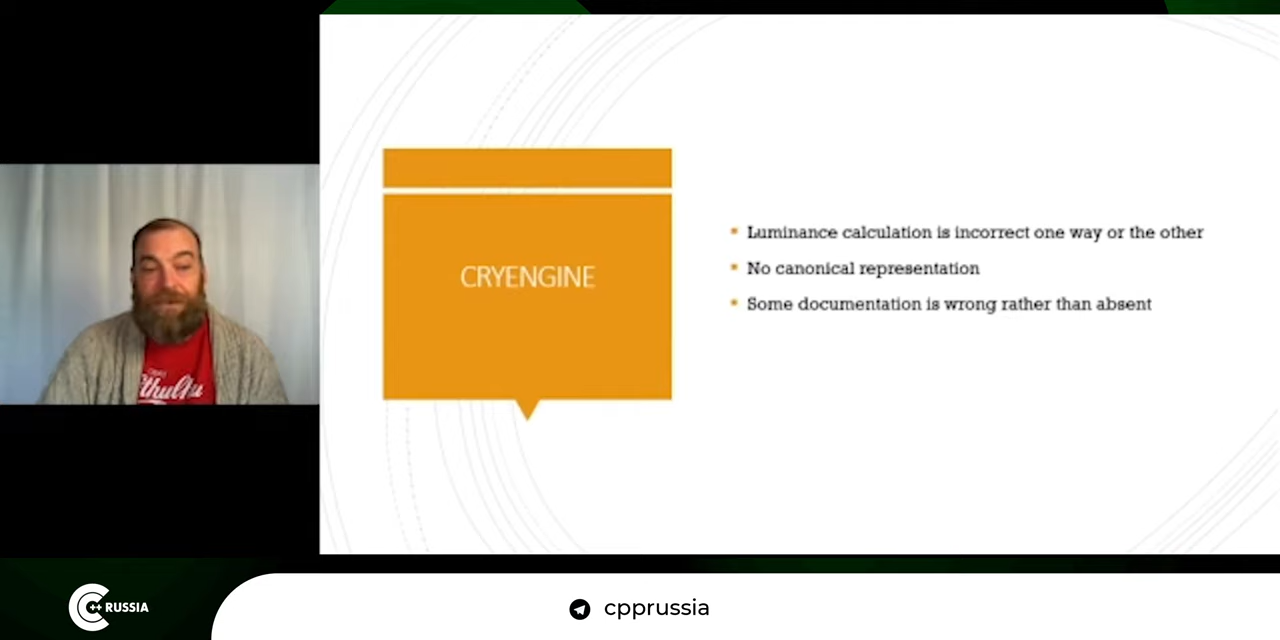 CRYENGINE
Luminance calculation is incorrect one way or the other
No canonical representation
Some documentation is wrong rather than absent
C++ RUSSIA
cpprussia